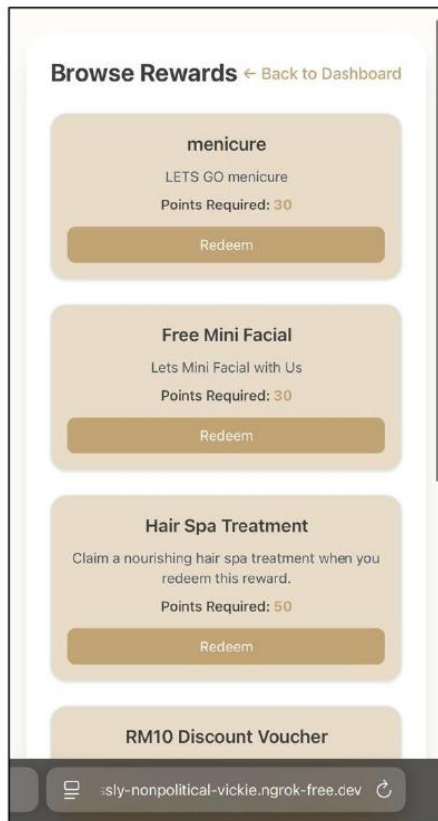 Browse Rewards ← Back to Dashboard
menicure
LETS GO menicure
Points Required: 30
Redeem
Free Mini Facial
Lets Mini Facial with Us
Points Required: 30
Redeem
Hair Spa Treatment
Claim a nourishing hair spa treatment when you
redeem this reward.
Points Required: 50
Redeem
RM10 Discount Voucher
sly-nonpolitical-vickie.ngrok-free.dev